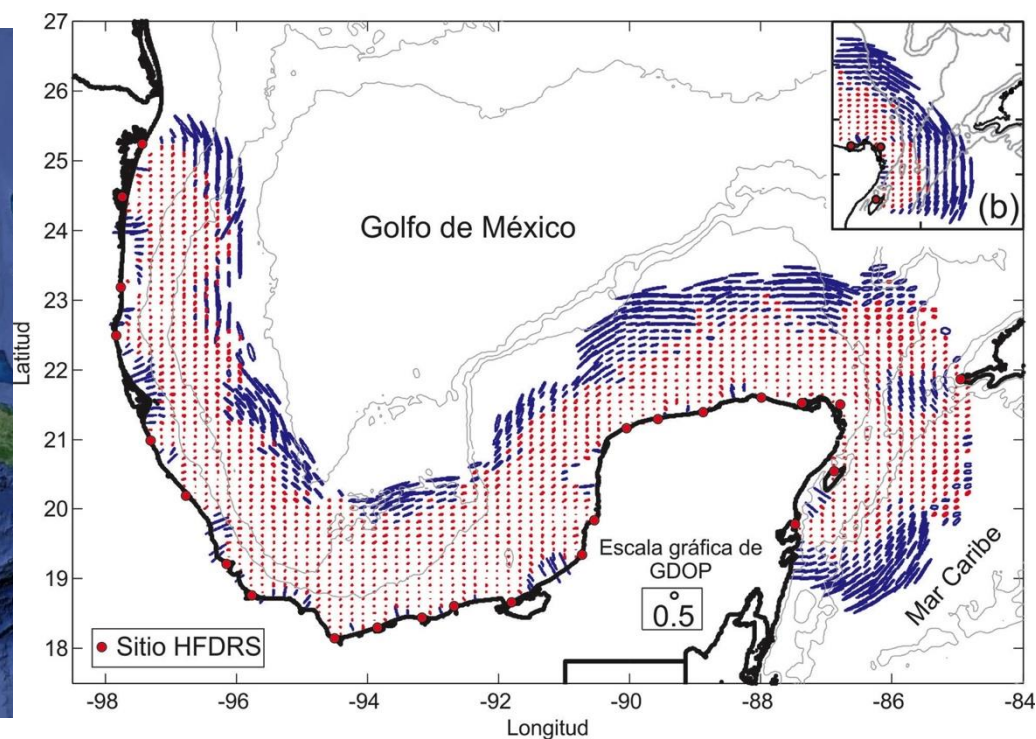 27
26
25
24
23
22
21
20
19
18
Latitud
Golfo de México
(b)
Escala gráfica de
GDOP
0.5
Mar Caribe
Sitio HFDRS
-98
-96
-94
-92
-90
-88
-86
-84
Longitud